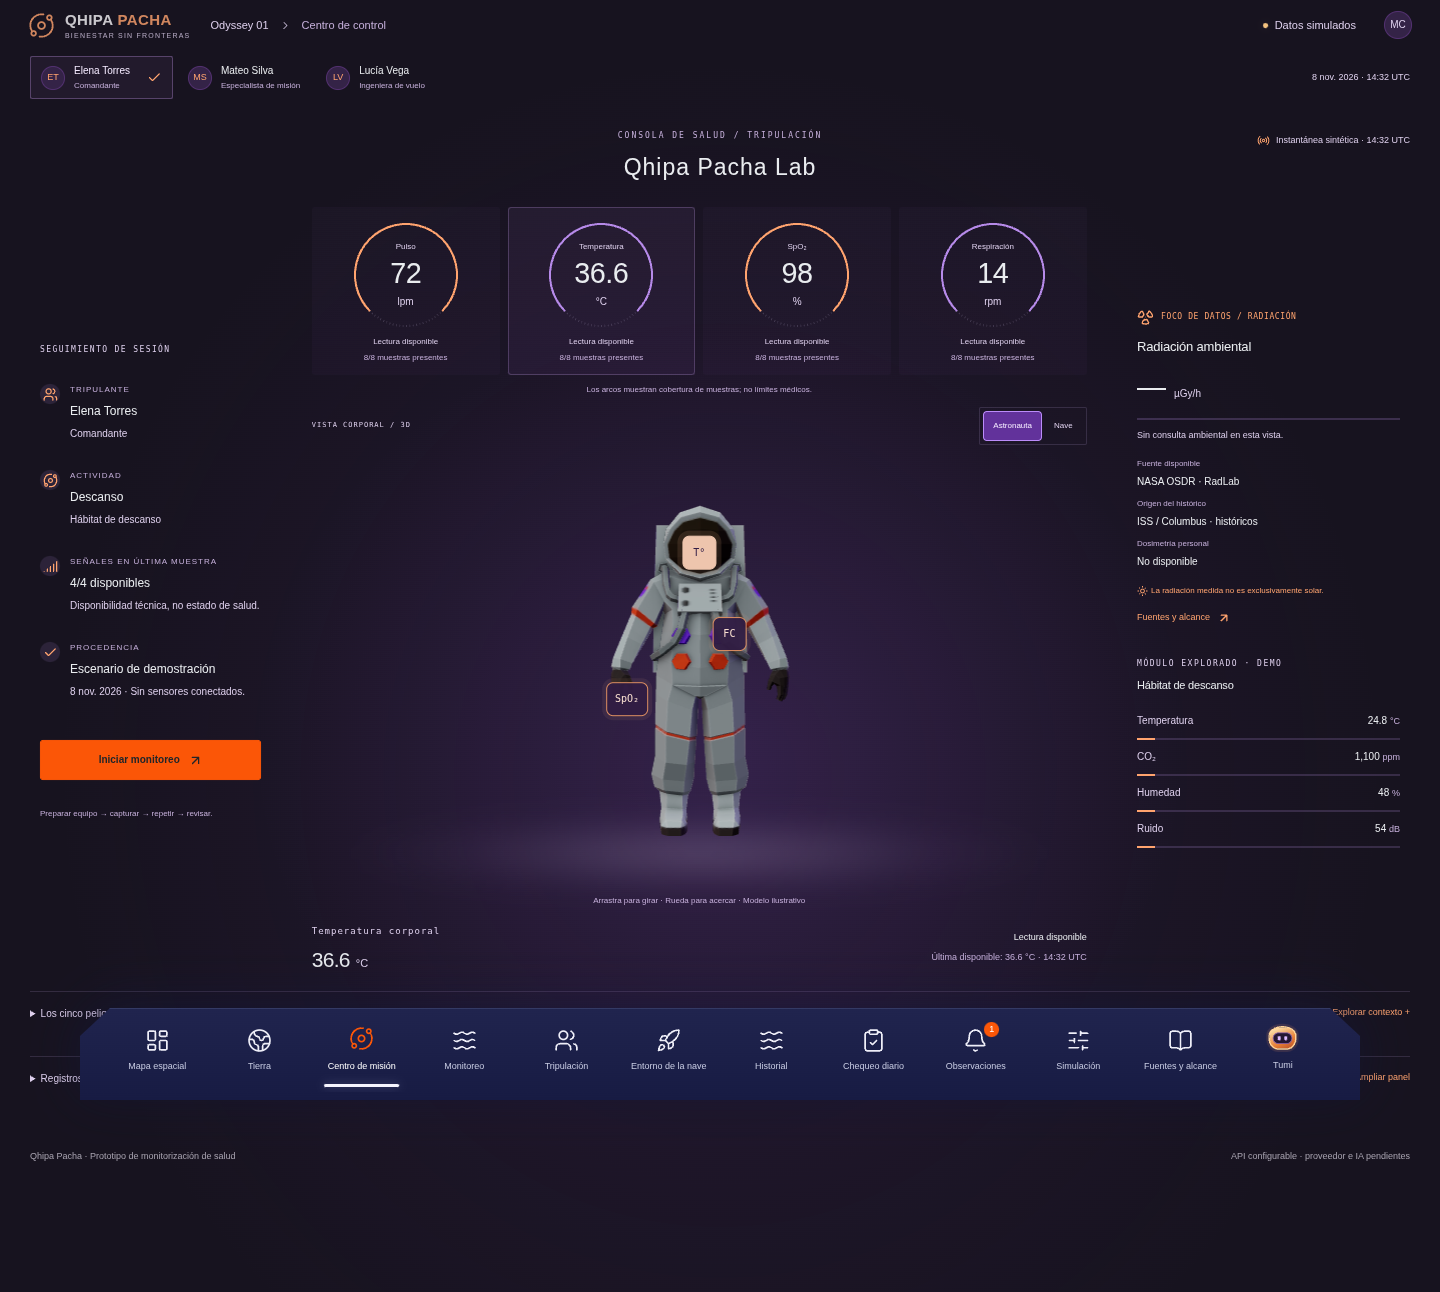 QHIPA PACHA
BIENESTAR SIN FRONTERAS
Odyssey 01
Centro de control
Datos simulados
MC
ET
Elena Torres
Comandante
MS
Mateo Silva
Especialista de misión
LV
Lucía Vega
Ingeniera de vuelo
8 nov. 2026 · 14:32 UTC
CONSOLA DE SALUD / TRIPULACIÓN
Qhipa Pacha Lab
Instantánea sintética · 14:32 UTC
Pulso
72
lpm
Lectura disponible
8/8 muestras presentes
Temperatura
36.6
°C
Lectura disponible
8/8 muestras presentes
SpO₂
98
%
Lectura disponible
8/8 muestras presentes
Respiración
14
rpm
Lectura disponible
8/8 muestras presentes
Los arcos muestran cobertura de muestras; no límites médicos.
SEGUIMIENTO DE SESIÓN
TRIPULANTE
Elena Torres
Comandante
ACTIVIDAD
Descanso
Hábitat de descanso
SEÑALES EN ÚLTIMA MUESTRA
4/4 disponibles
Disponibilidad técnica, no estado de salud.
PROCEDENCIA
Escenario de demostración
8 nov. 2026 · Sin sensores conectados.
Iniciar monitoreo
Preparar equipo → capturar → repetir → revisar.
VISTA CORPORAL / 3D
Astronauta
Nave
T°
FC
SpO₂
Arrastra para girar · Rueda para acercar · Modelo ilustrativo
Temperatura corporal
36.6 °C
Lectura disponible
Última disponible: 36.6 °C · 14:32 UTC
FOCO DE DATOS / RADIACIÓN
Radiación ambiental
— µGy/h
Sin consulta ambiental en esta vista.
Fuente disponible
NASA OSDR · RadLab
Origen del histórico
ISS / Columbus · históricos
Dosimetría personal
No disponible
La radiación medida no es exclusivamente solar.
Fuentes y alcance
MÓDULO EXPLORADO · DEMO
Hábitat de descanso
Temperatura
24.8 °C
CO₂
1,100 ppm
Humedad
48 %
Ruido
54 dB
Los cinco
Explorar contexto +
Registros
panel
Mapa espacial
Tierra
Centro de misión
Monitoreo
Tripulación
Entorno de la nave
Historial
Chequeo diario
1
Observaciones
Simulación
Fuentes y alcance
Tumi
Qhipa Pacha · Prototipo de monitorización de salud
API configurable · proveedor e IA pendientes